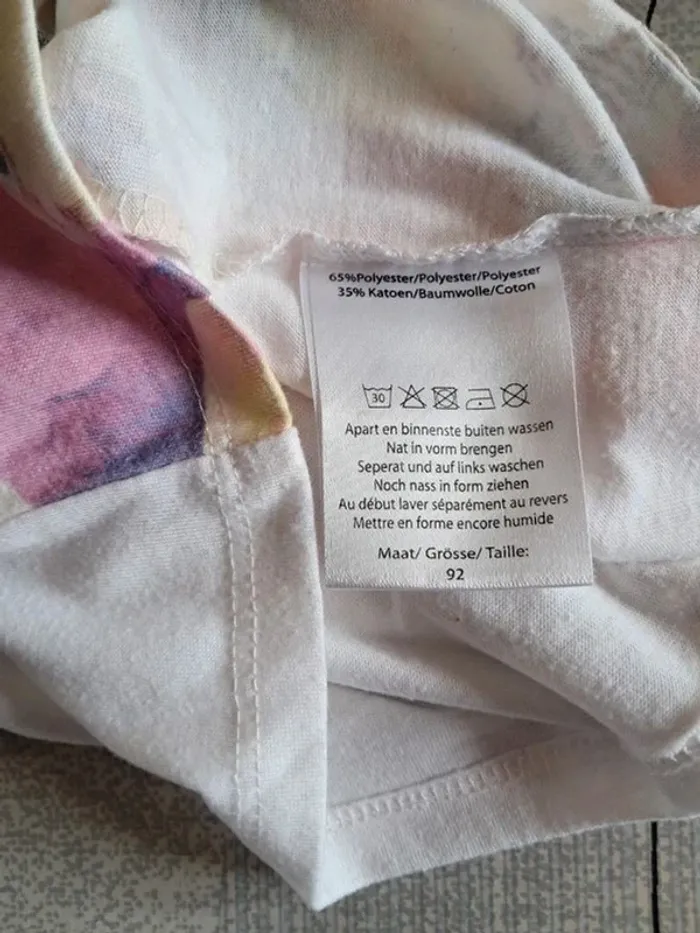 65%Polyester/Polyester/Polyester
35% Katoen/Baumwolle/Coton
30
Apart en binnenste buiten wassen
Nat in vorm brengen
Seperat und auf links waschen
Noch nass in form ziehen
Au début laver séparément au revers
Mettre en forme encore humide
Maat/ Grösse/ Taille:
92